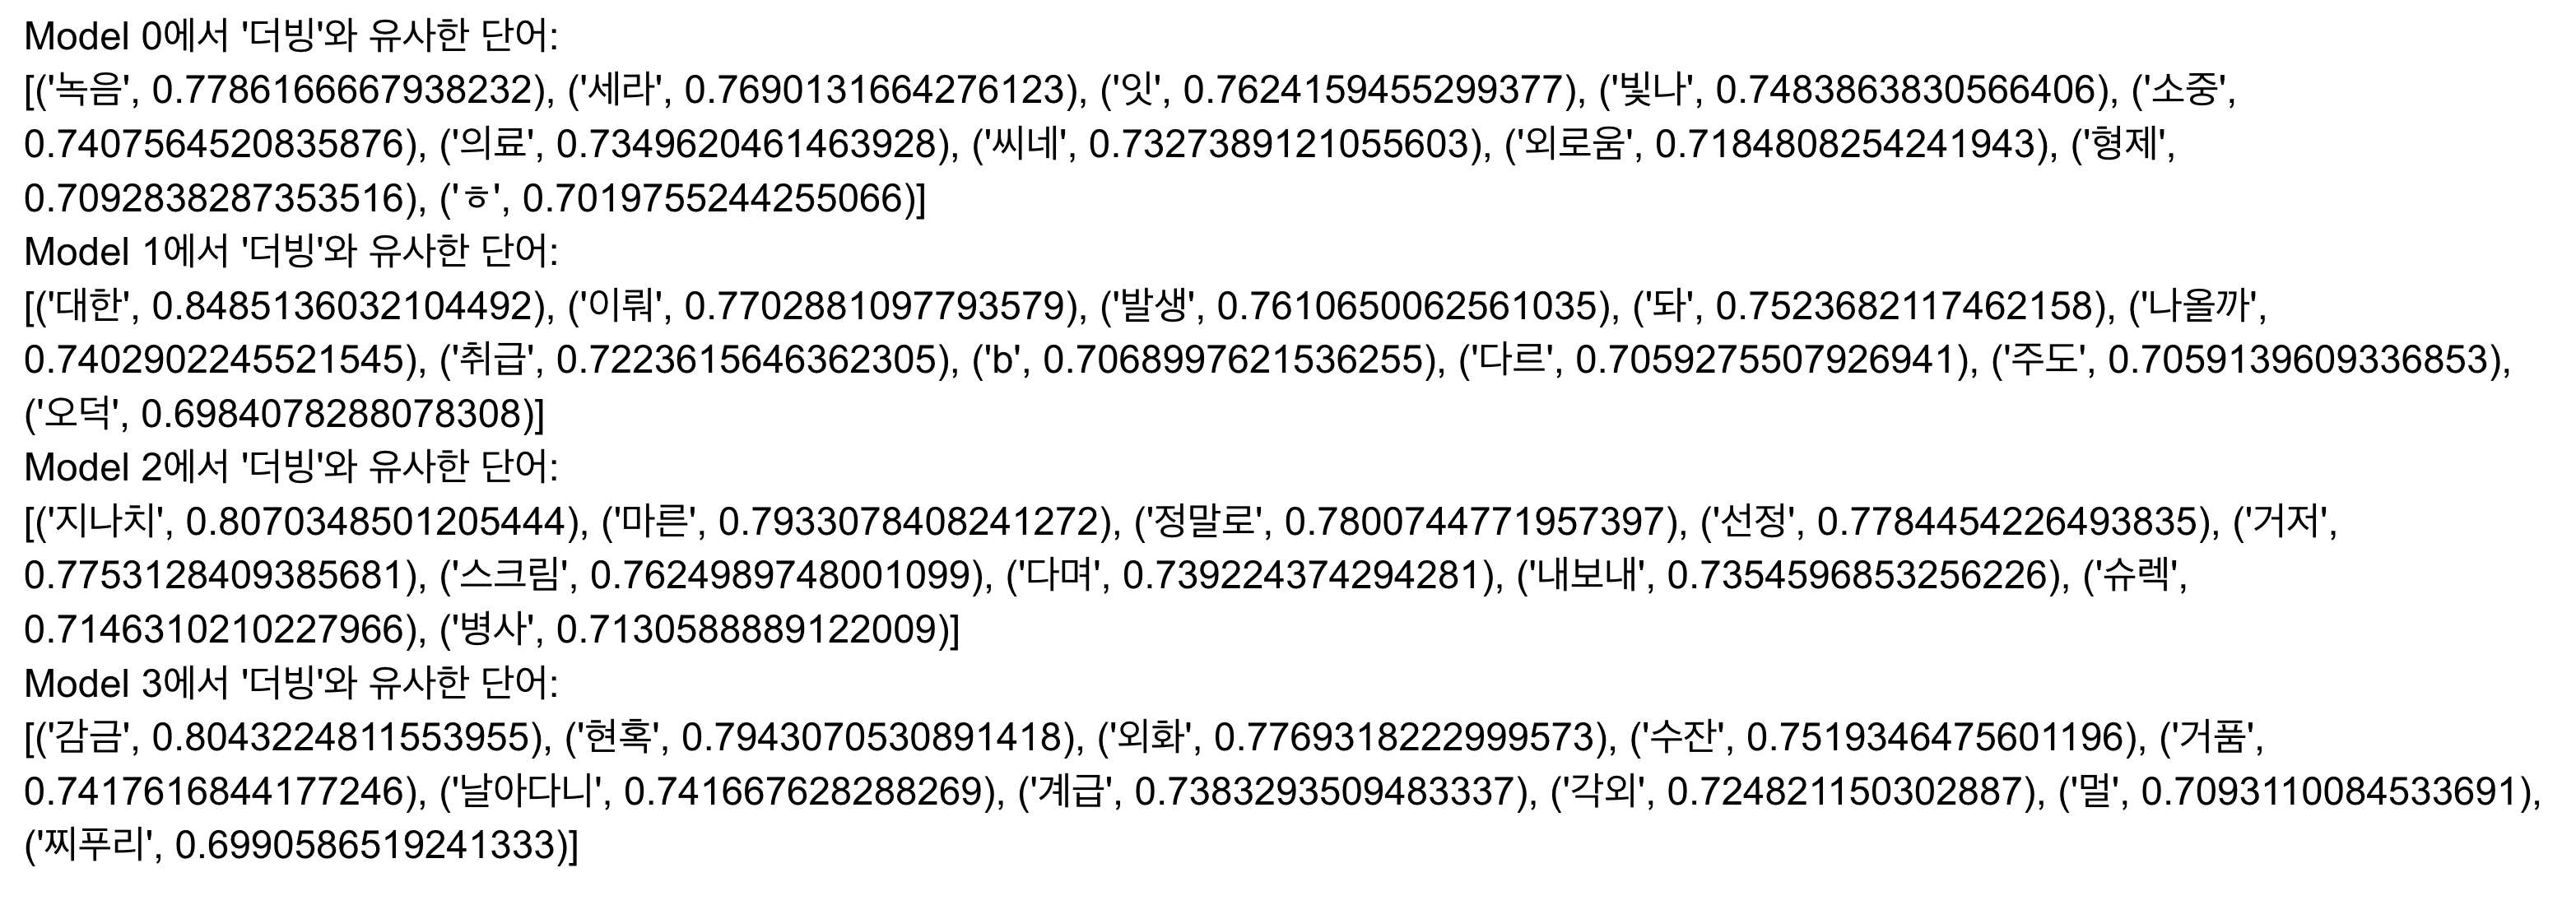 Model 0에서 '더빙'와 유사한 단어:
[('녹음', 0.7786166667938232), ('세라', 0.7690131664276123), ('잇', 0.7624159455299377), ('빛나', 0.7483863830566406), ('소중',
0.7407564520835876), ('의료', 0.7349620461463928), ('씨네', 0.7327389121055603), ('외로움', 0.7184808254241943), ('형제',
0.7092838287353516), ('ㅎ', 0.7019755244255066)]
Model 1에서 '더빙'와 유사한 단어:
[('대한', 0.8485136032104492), ('이뤄', 0.7702881097793579), ('발생', 0.7610650062561035), ('돠', 0.7523682117462158), ('나올까',
0.7402902245521545), ('취급', 0.7223615646362305), ('b', 0.7068997621536255), ('다르', 0.7059275507926941), ('주도', 0.7059139609336853),
('오덕', 0.6984078288078308)]
Model 2에서 '더빙'와 유사한 단어:
[('지나치', 0.8070348501205444), ('마른', 0.7933078408241272), ('정말로', 0.7800744771957397), ('선정', 0.7784454226493835), ('거저',
0.7753128409385681), ('스크림', 0.7624989748001099), ('다며', 0.739224374294281), ('내보내', 0.7354596853256226), ('슈렉',
0.7146310210227966), ('병사', 0.7130588889122009)]
Model 3에서 '더빙'와 유사한 단어:
[('감금', 0.8043224811553955), ('현혹', 0.7943070530891418), ('외화', 0.7769318222999573), ('수잔', 0.7519346475601196), ('거품',
0.7417616844177246), ('날아다니', 0.741667628288269), ('계급', 0.7383293509483337), ('각외', 0.724821150302887), ('멀', 0.7093110084533691),
('찌푸리', 0.6990586519241333)]